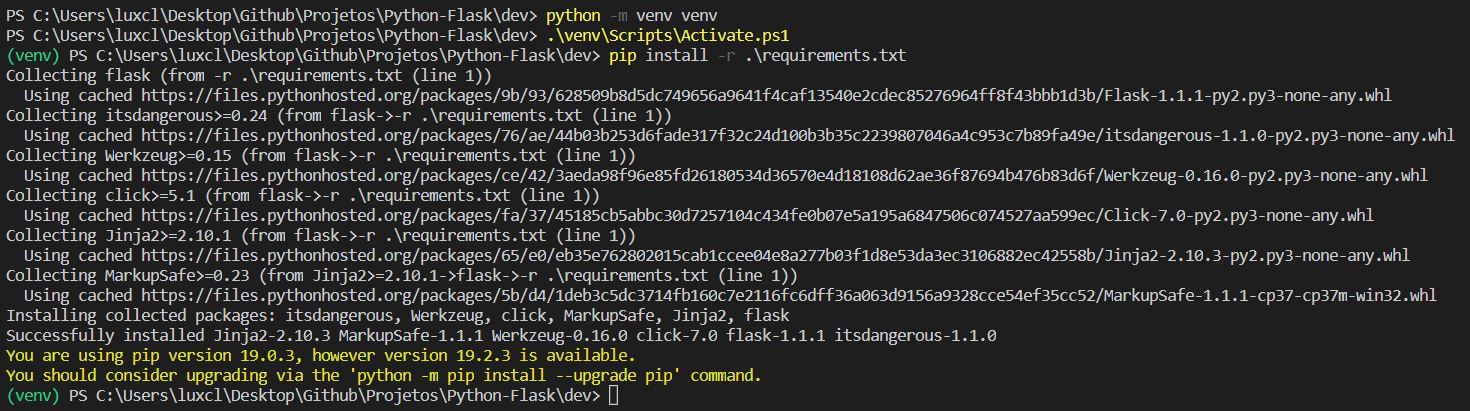 PS C:\Users\luxcl\Desktop\Github\Projetos\Python-Flask\dev> python -m venv venv
PS C:\Users\luxcl\Desktop\Github\Projetos\Python-Flask\dev> .\venv\Scripts\Activate.ps1
(venv) PS C:\Users\luxcl\Desktop\Github\Projetos\Python-Flask\dev> pip install -r .\requirements.txt
Collecting flask (from -r .\requirements.txt (line 1))
  Using cached https://files.pythonhosted.org/packages/9b/93/628509b8d5dc749656a9641f4caf13540e2cdec85276964ff8f43bbb1d3b/Flask-1.1.1-py2.py3-none-any.whl
Collecting itsdangerous>=0.24 (from flask->-r .\requirements.txt (line 1))
  Using cached https://files.pythonhosted.org/packages/76/ae/44b03b253d6fade317f32c24d100b3b35c2239807046a4c953c7b89fa49e/itsdangerous-1.1.0-py2.py3-none-any.whl
Collecting Werkzeug>=0.15 (from flask->-r .\requirements.txt (line 1))
  Using cached https://files.pythonhosted.org/packages/ce/42/3aeda98f96e85fd26180534d36570e4d18108d62ae36f87694b476b83d6f/Werkzeug-0.16.0-py2.py3-none-any.whl
Collecting click>=5.1 (from flask->-r .\requirements.txt (line 1))
  Using cached https://files.pythonhosted.org/packages/fa/37/45185cb5abbc30d7257104c434fe0b07e5a195a6847506c074527aa599ec/Click-7.0-py2.py3-none-any.whl
Collecting Jinja2>=2.10.1 (from flask->-r .\requirements.txt (line 1))
  Using cached https://files.pythonhosted.org/packages/65/e0/eb35e762802015cab1ccee04e8a277b03f1d8e53da3ec3106882ec42558b/Jinja2-2.10.3-py2.py3-none-any.whl
Collecting MarkupSafe>=0.23 (from Jinja2>=2.10.1->flask->-r .\requirements.txt (line 1))
  Using cached https://files.pythonhosted.org/packages/5b/d4/1deb3c5dc3714fb160c7e2116fc6dff36a063d9156a9328cce54ef35cc52/MarkupSafe-1.1.1-cp37-cp37m-win32.whl
Installing collected packages: itsdangerous, Werkzeug, click, MarkupSafe, Jinja2, flask
Successfully installed Jinja2-2.10.3 MarkupSafe-1.1.1 Werkzeug-0.16.0 click-7.0 flask-1.1.1 itsdangerous-1.1.0
You are using pip version 19.0.3, however version 19.2.3 is available.
You should consider upgrading via the 'python -m pip install --upgrade pip' command.
(venv) PS C:\Users\luxcl\Desktop\Github\Projetos\Python-Flask\dev>